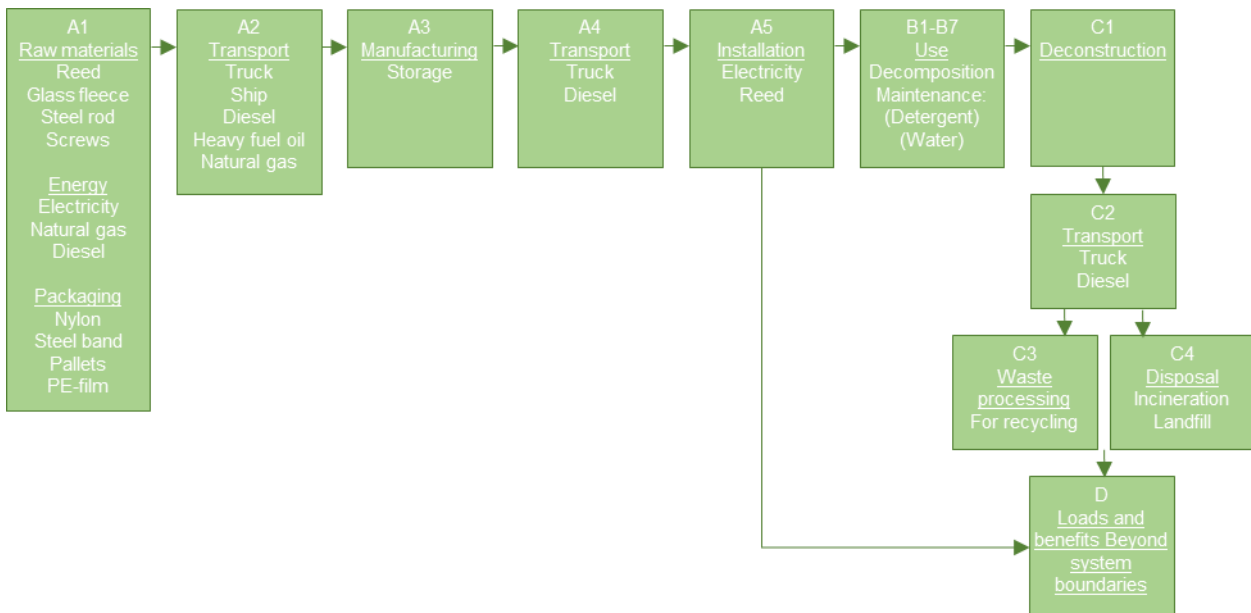 A1
Raw materials
Reed
Glass fleece
Steel rod
Screws
Energy
Electricity
Natural gas
Diesel
Packaging
Nylon
Steel band
Pallets
PE-film
A2
Transport
Truck
Ship
Diesel
Heavy fuel oil
Natural gas
A3
Manufacturing
Storage
A4
Transport
Truck
Diesel
A5
Installation
Electricity
Reed
B1-B7
Use
Decomposition
Maintenance:
(Detergent)
(Water)
C1
Deconstruction
C2
Transport
Truck
Diesel
C3
Waste
processing
For recycling
C4
Disposal
Incineration
Landfill
D
Loads and
benefits Beyond
system
boundaries